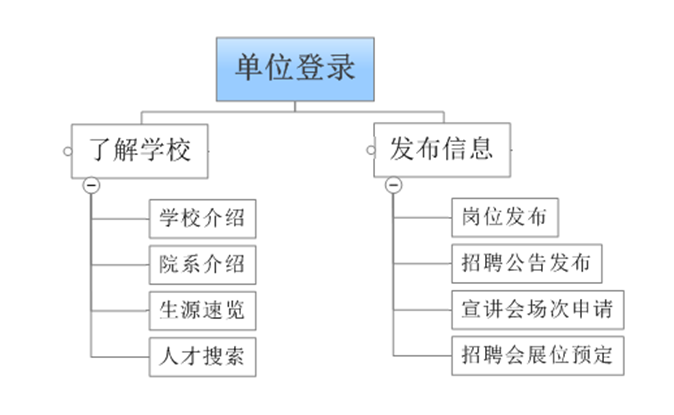 单位登录
了解学校
发布信息
学校介绍
院系介绍
生源速览
人才搜索
岗位发布
招聘公告发布
宣讲会场次申请
招聘会展位预定